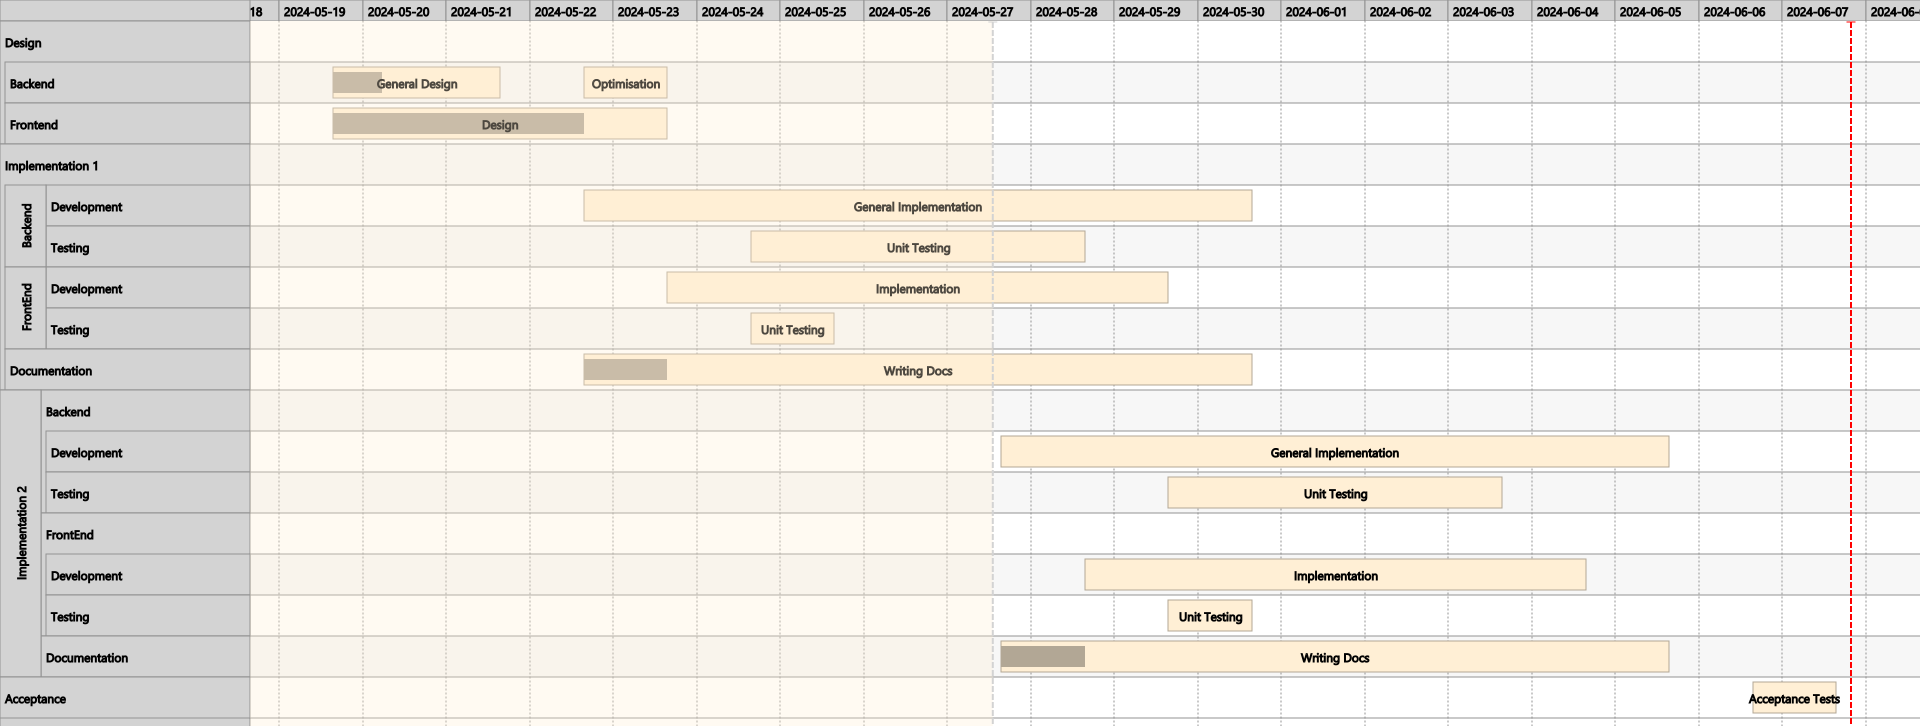 18 2024-05-19 2024-05-20 2024-05-21 2024-05-22 2024-05-23 2024-05-24 2024-05-25 2024-05-26 2024-05-27 2024-05-28 2024-05-29 2024-05-30 2024-06-01 2024-06-02 2024-06-03 2024-06-04 2024-06-05 2024-06-06 2024-06-07 2024-06-
Design
Backend General Design Optimisation
Frontend Design
Implementation 1
Backend
Development General Implementation
Testing Unit Testing
FrontEnd
Development Implementation
Testing Unit Testing
Documentation Writing Docs
Implementation 2
Backend
Development General Implementation
Testing Unit Testing
FrontEnd
Development Implementation
Testing Unit Testing
Documentation Writing Docs
Acceptance Acceptance Tests